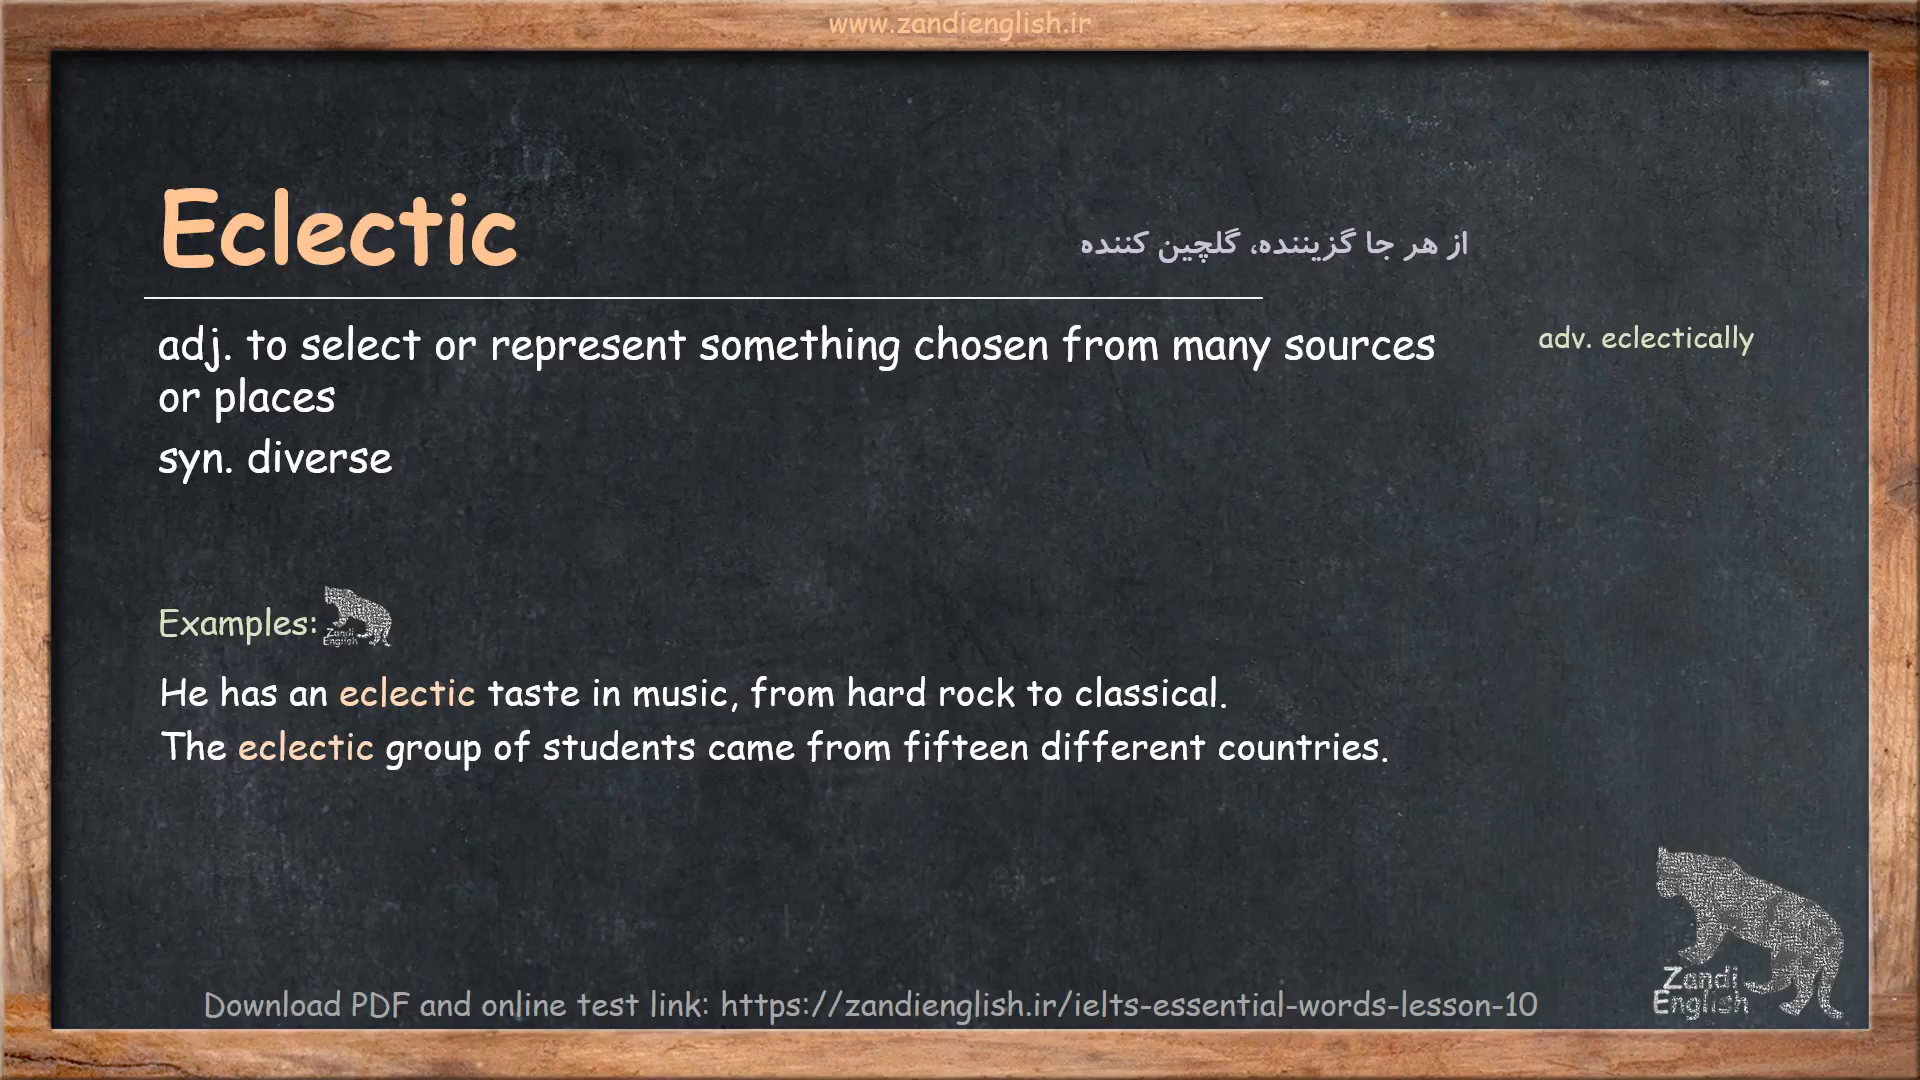 www.zandienglish.ir
Eclectic
از هر جا گزیننده، گلچین کننده
adj. to select or represent something chosen from many sources
or places
adv. eclectically
syn. diverse
Examples:
Zandi
English
He has an eclectic taste in music, from hard rock to classical.
The eclectic group of students came from fifteen different countries.
Zandi
English
Download PDF and online test link: https://zandienglish.ir/ielts-essential-words-lesson-10